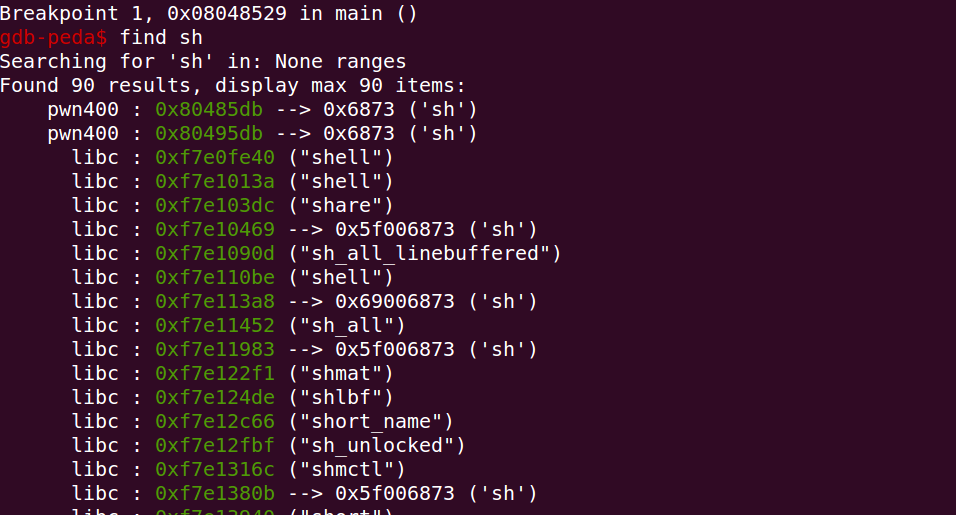 Breakpoint 1, 0x08048529 in main ()
gdb-peda$ find sh
Searching for 'sh' in: None ranges
Found 90 results, display max 90 items:
pwn400 : 0x80485db --> 0x6873 ('sh')
pwn400 : 0x80495db --> 0x6873 ('sh')
libc : 0xf7e0fe40 ("shell")
libc : 0xf7e1013a ("shell")
libc : 0xf7e103dc ("share")
libc : 0xf7e10469 --> 0x5f006873 ('sh')
libc : 0xf7e1090d ("sh_all_linebuffered")
libc : 0xf7e110be ("shell")
libc : 0xf7e113a8 --> 0x69006873 ('sh')
libc : 0xf7e11452 ("sh_all")
libc : 0xf7e11983 --> 0x5f006873 ('sh')
libc : 0xf7e122f1 ("shmat")
libc : 0xf7e124de ("shlbf")
libc : 0xf7e12c66 ("short_name")
libc : 0xf7e12fbf ("sh_unlocked")
libc : 0xf7e1316c ("shmctl")
libc : 0xf7e1380b --> 0x5f006873 ('sh')